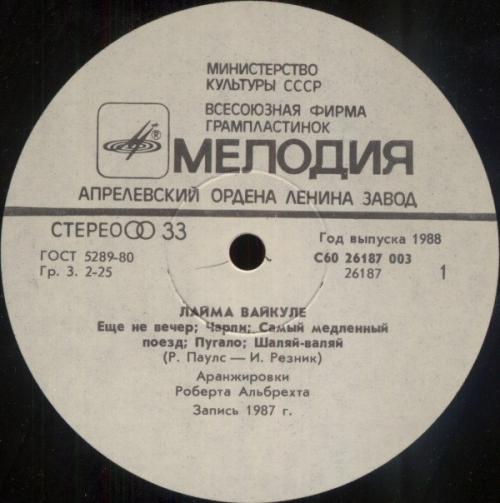 МИНИСТЕРСТВО
КУЛЬТУРЫ СССР
ВСЕСОЮЗНАЯ ФИРМА
ГРАМПЛАСТИНОК
®
МЕЛОДИЯ
АПРЕЛЕВСКИЙ ОРДЕНА ЛЕНИНА ЗАВОД
СТЕРЕО 33
ГОСТ 5289-80
Гр. 3. 2-25
Год выпуска 1988
С60 26187 003
26187 1
ЛАЙМА ВАЙКУЛЕ
Еще не вечер; Чарли; Самый медленный
поезд; Пугало; Шаляй-валяй
(Р. Паулс — И. Резник)
Аранжировки
Роберта Альбрехта
Запись 1987 г.